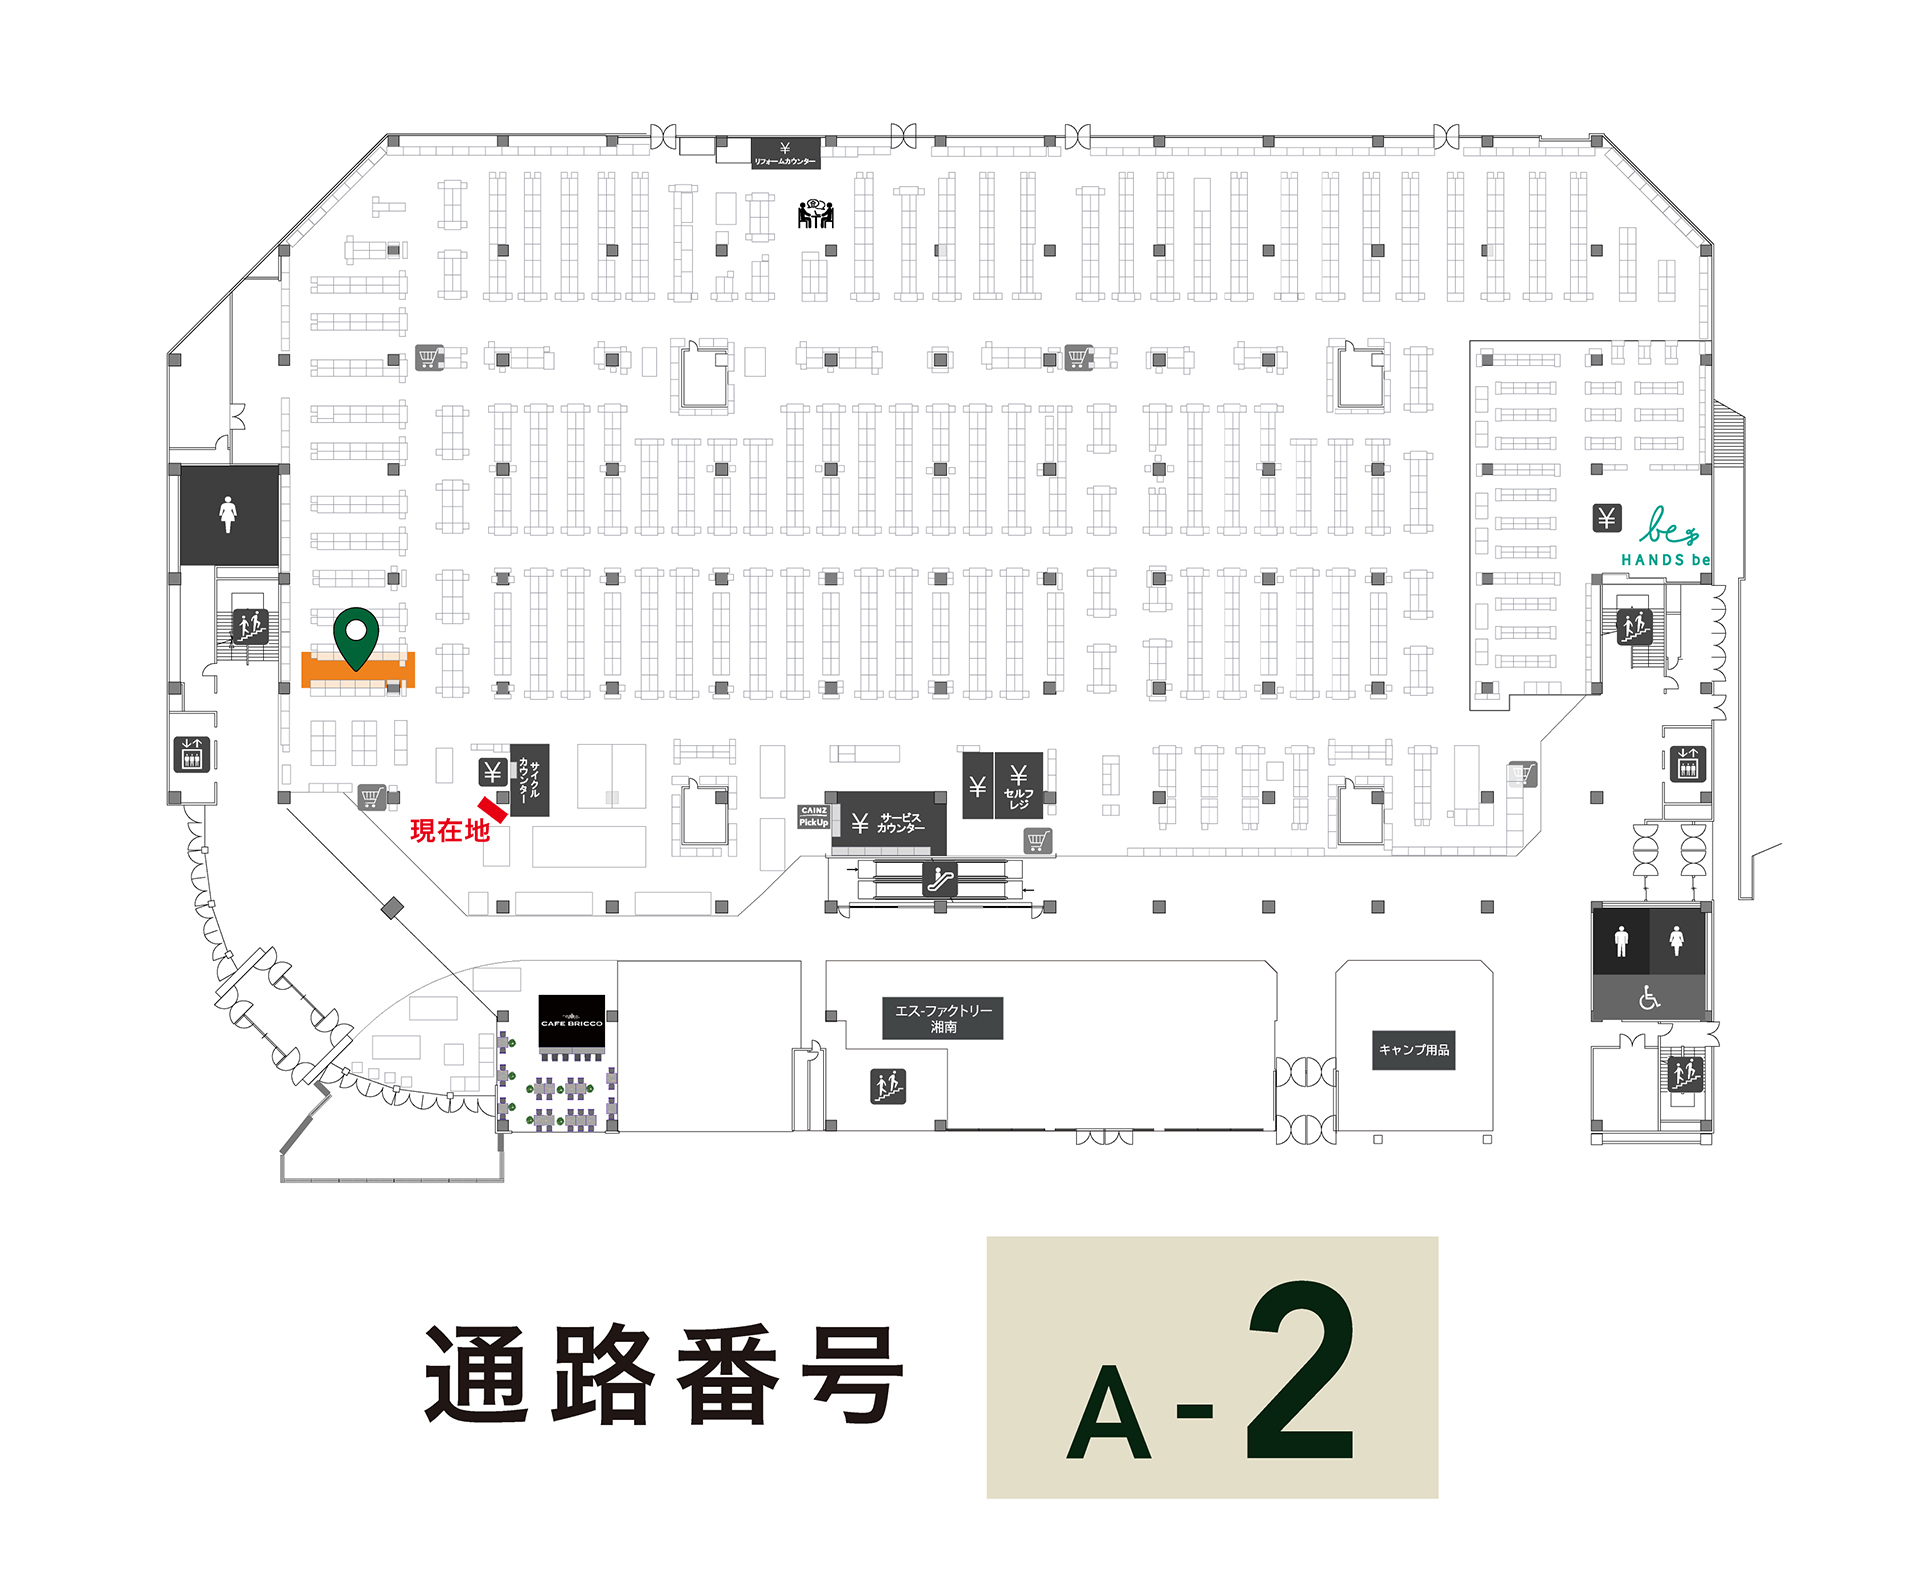 ¥
リフォームカウンター
¥
be
HANDS be
¥
サイクル
カウンター
現在地
CAINZ
PickUp
¥
サービス
カウンター
¥
¥
セルフ
レジ
CAFE BRICCO
エス-ファクトリー
湘南
キャンプ用品
通路番号
A-2